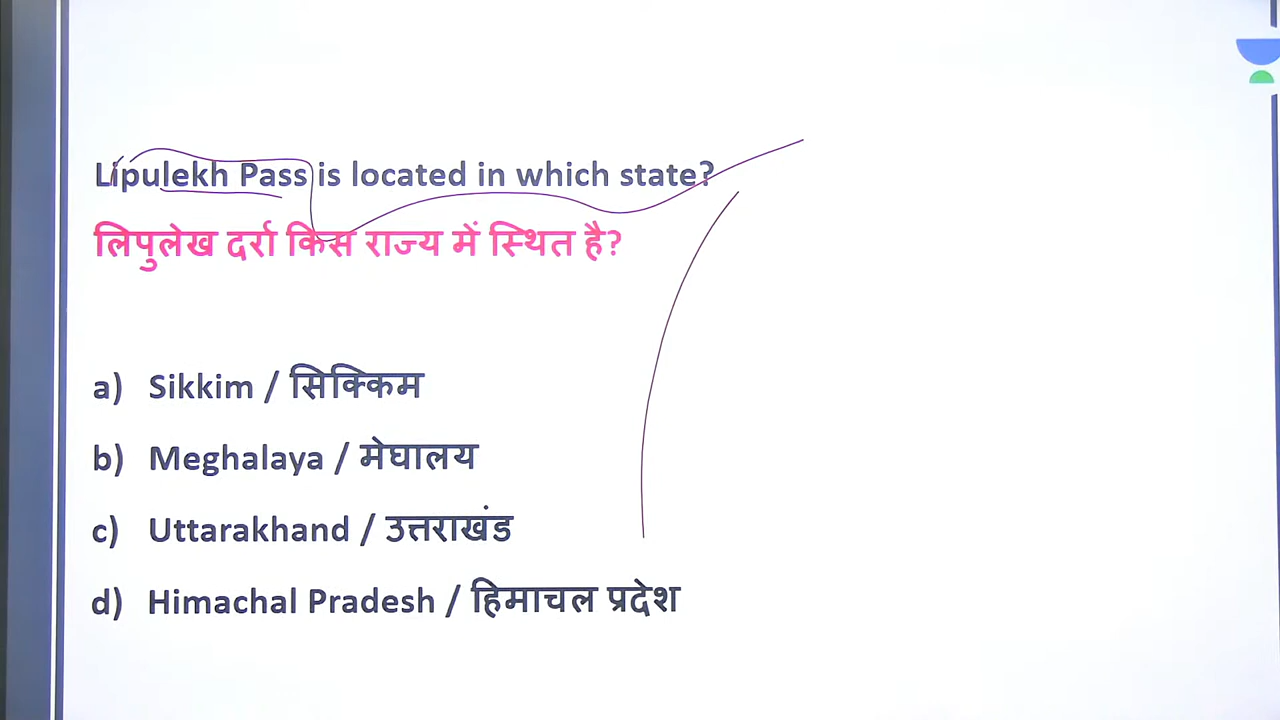 Lipulekh Pass is located in which state?
लिपुलेख दर्रा किस राज्य में स्थित है?
a) Sikkim / सिक्किम
b) Meghalaya / मेघालय
c) Uttarakhand / उत्तराखंड
d) Himachal Pradesh / हिमाचल प्रदेश